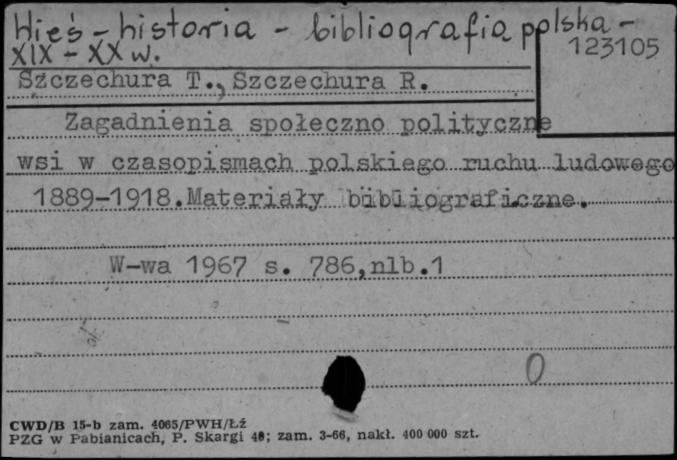 Wieś - historia - bibliografia polska -
XIX - XX w.
123105
Szczechura T., Szczechura R.
Zagadnienia społeczno polityczne
wsi w czasopismach polskiego ruchu ludowego
1889-1918. Materiały bibliograficzne.
W-wa 1967 s. 786,nlb.1
0
CWD/B 15-b zam. 4065/PWH/Łź
PZG w Pabianicach, P. Skargi 48; zam. 3-66, nakł. 400 000 szt.